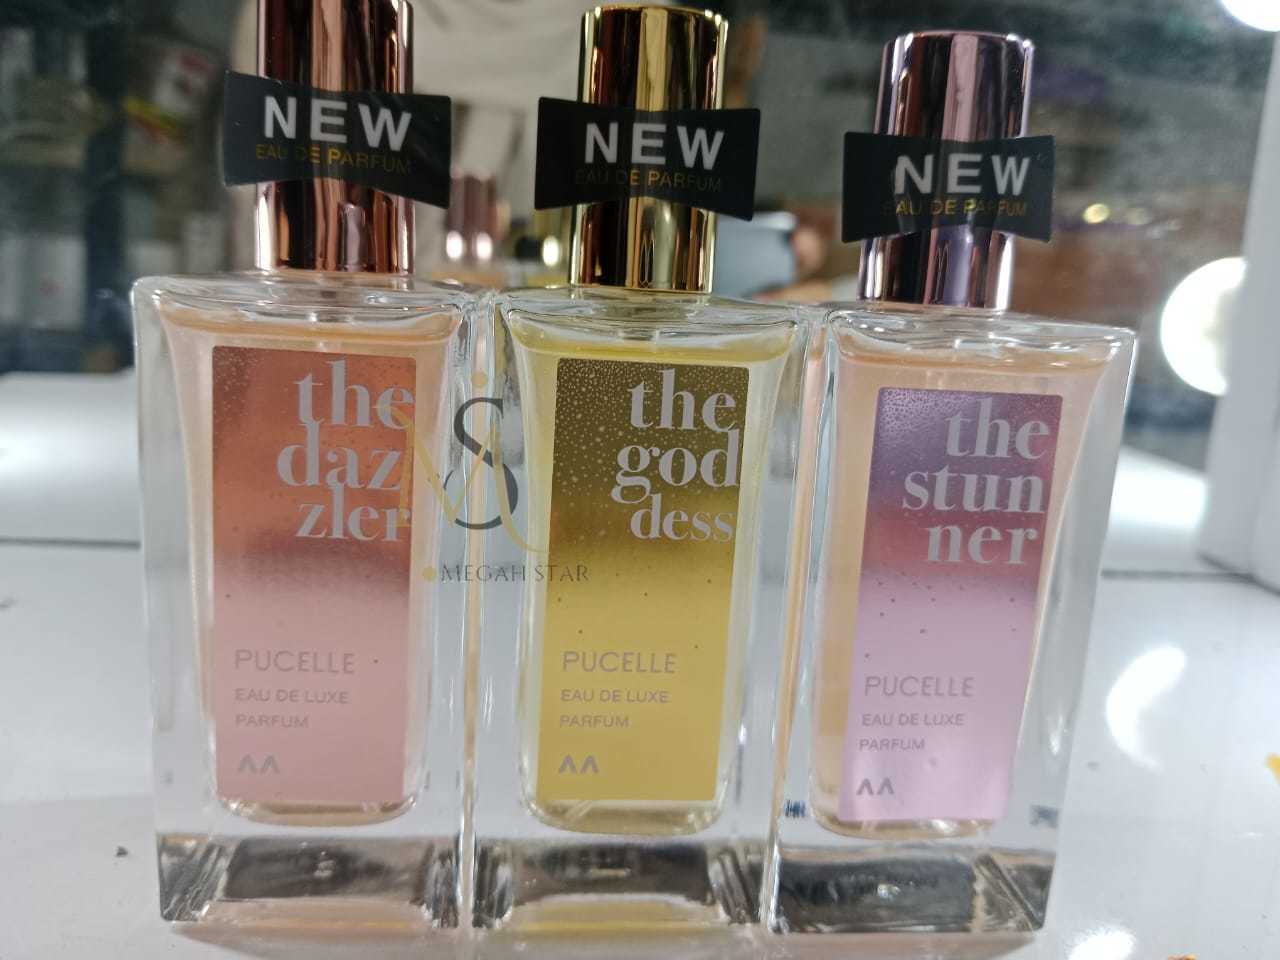 NEW
EAU DE PARFUM
the
daz
zler
PUCELLE
EAU DE LUXE
PARFUM
NEW
EAU DE PARFUM
the
god
dess
PUCELLE
EAU DE LUXE
PARFUM
NEW
EAU DE PARFUM
the
stun
ner
PUCELLE
EAU DE LUXE
PARFUM
MS
MEGAH STAR